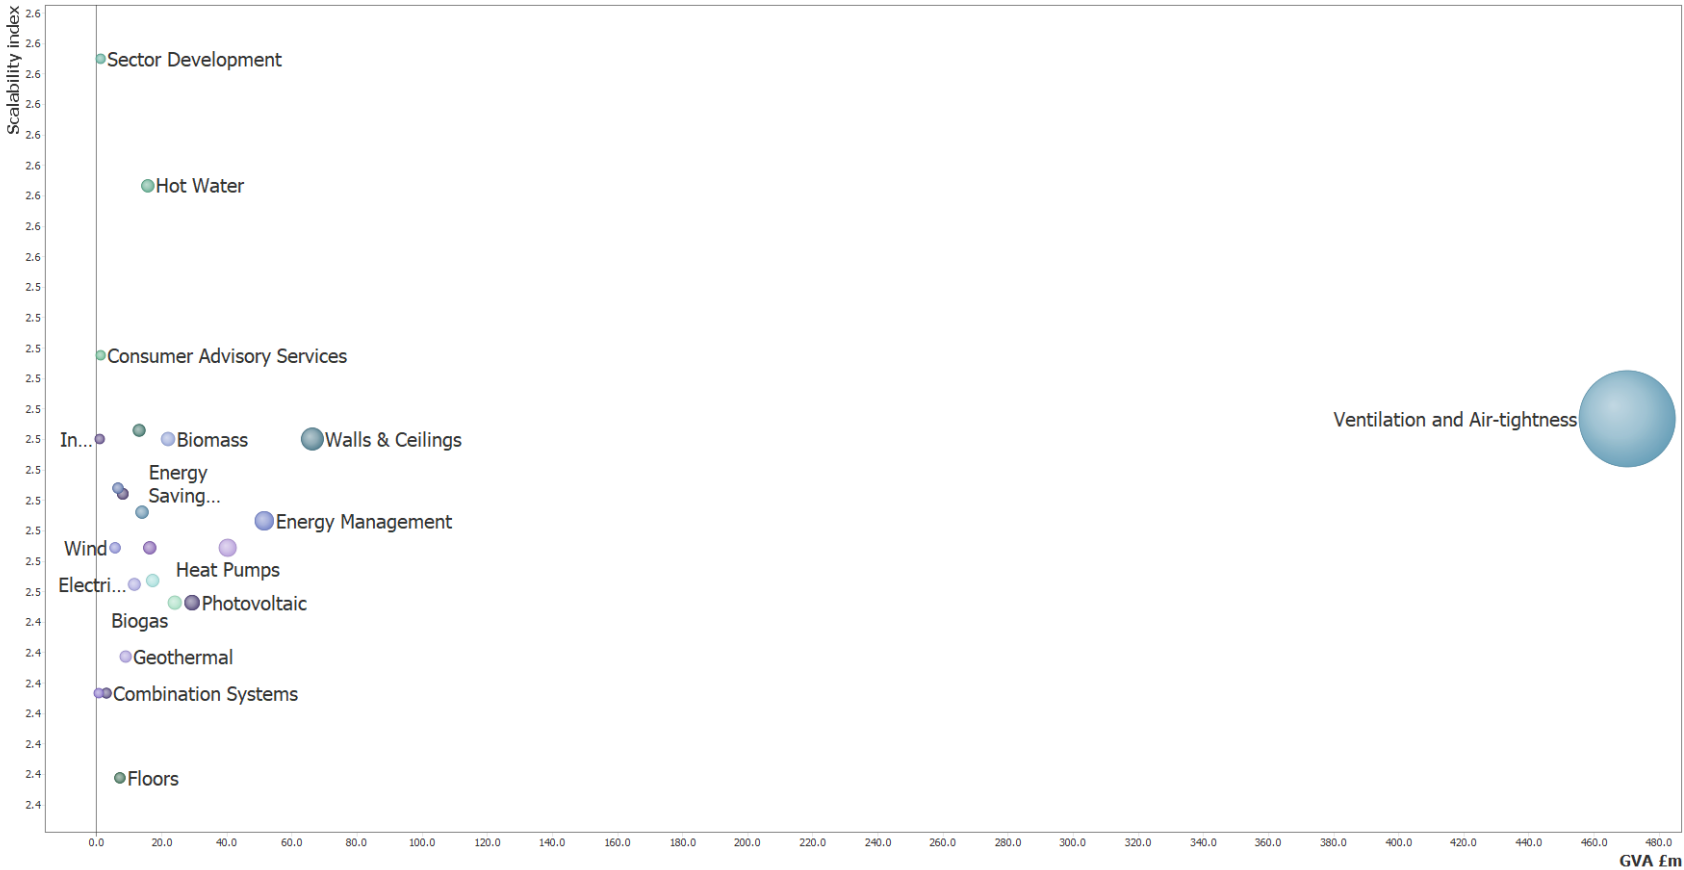 Scalability index
2.6
2.6
2.6
2.6
2.6
2.6
2.6
2.6
2.6
2.5
2.5
2.5
2.5
2.5
2.5
2.5
2.5
2.5
2.5
2.5
2.4
2.4
2.4
2.4
2.4
2.4
2.4
Sector Development
Hot Water
Consumer Advisory Services
Ventilation and Air-tightness
In...
Biomass
Walls & Ceilings
Energy
Saving...
Energy Management
Wind
Heat Pumps
Electri...
Photovoltaic
Biogas
Geothermal
Combination Systems
Floors
0.0 20.0 40.0 60.0 80.0 100.0 120.0 140.0 160.0 180.0 200.0 220.0 240.0 260.0 280.0 300.0 320.0 340.0 360.0 380.0 400.0 420.0 440.0 460.0 480.0
GVA £m